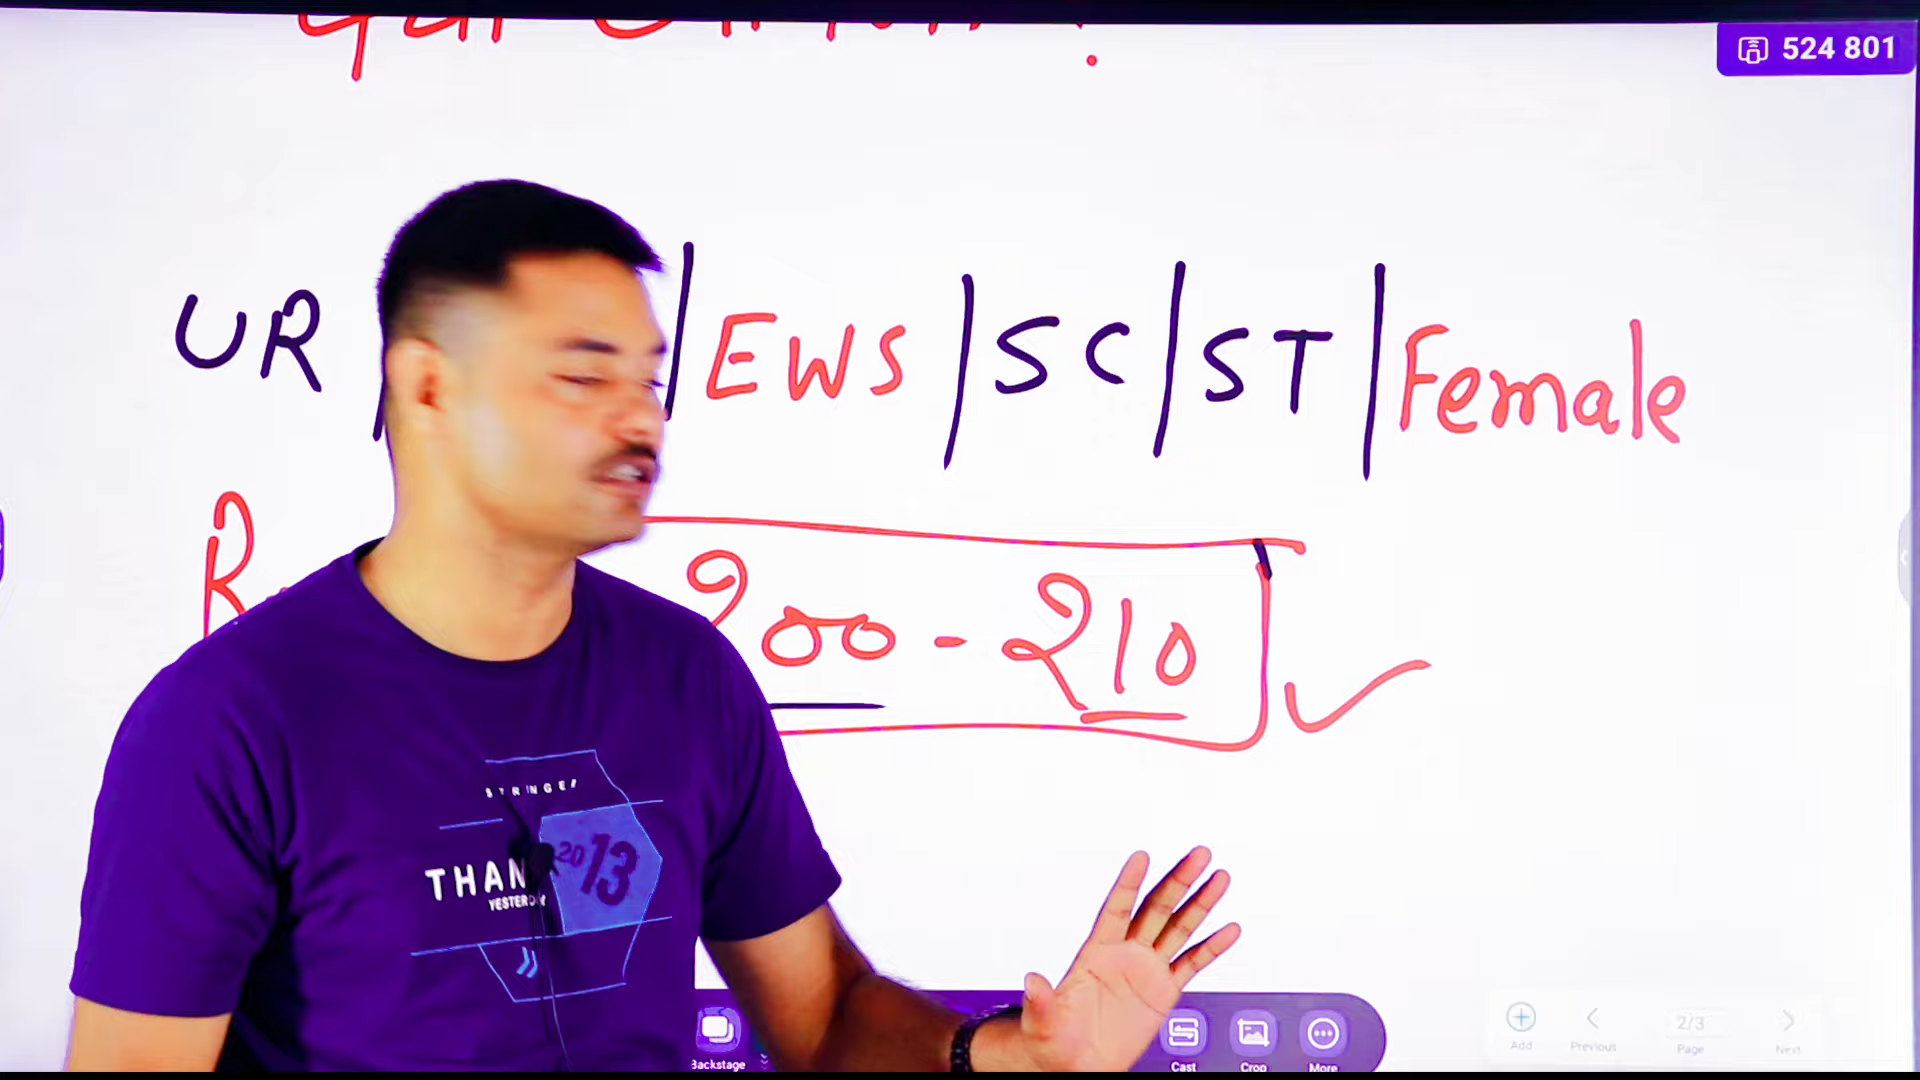 524 801
UR | | EWS | SC | ST | Female
200 - 210
STRINGER
THAN 2013
YESTERDAY
Backstage Cast Crop More
Add Previous 2/3 Page Next